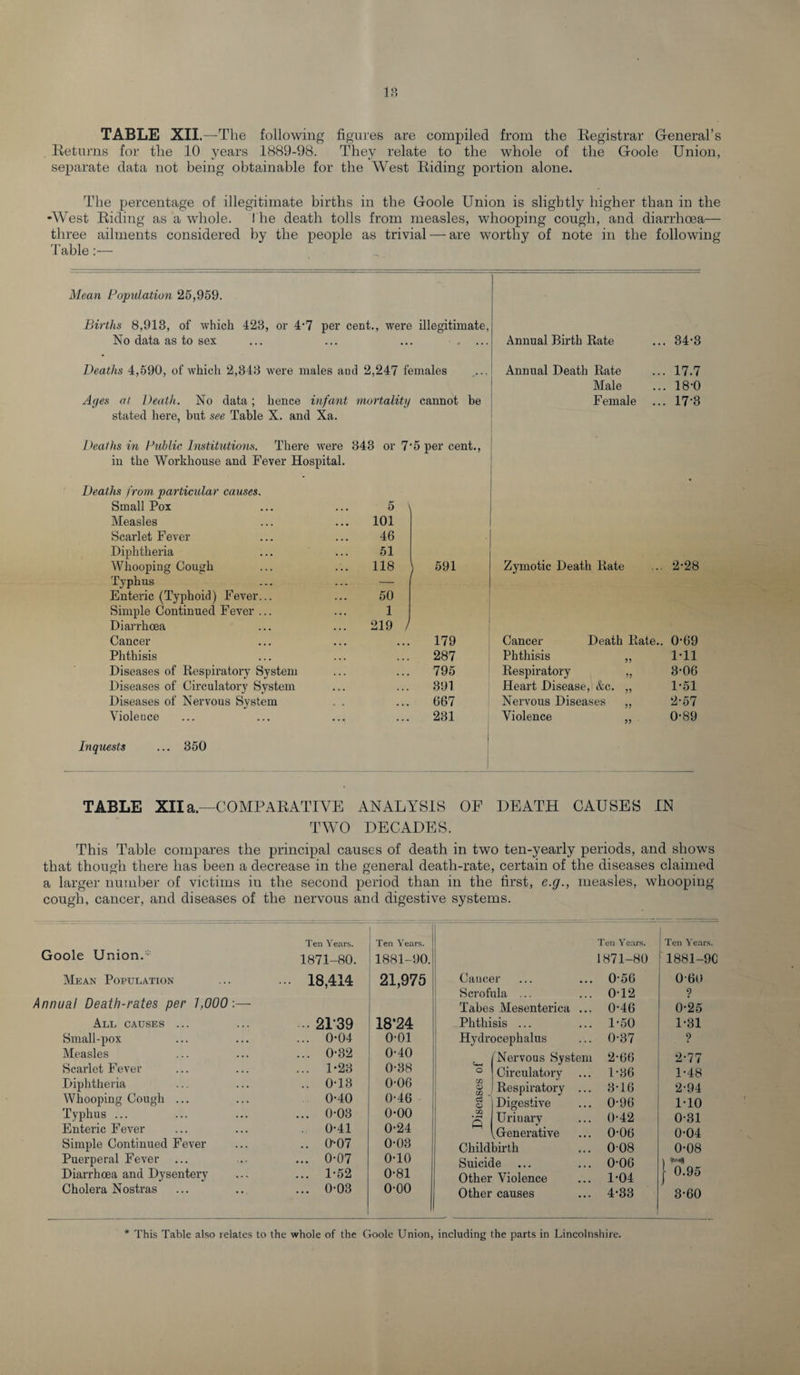 13
TABLE XII.—The following figures are compiled from the Registrar General's
Returns for the 10 years 1889-98. They relate to the whole of the Goole Union,
separate data not being obtainable for the West Riding portion alone.
The percentage of illegitimate births in the Goole Union is slightly higher than in the
West Riding as a whole. The death tolls from measles, whooping cough, and diarrhœa—
three ailments considered by the people as trivial — are worthy of note in the following
Table :—
Mean Population 25,959.
Births 8,913, of which 423, or 4·7 per cent., were illegitimate,
No data as to sex ... ... ... ... Annual Birth Rate ... 34·3
Deaths 4,590, of which 2,343 were males and 2,247 females ... Annual Death Rate ... 17.7
Male ... 18·0
Ages at Death. No data; hence infant mortality cannot be Female ... 17·3
stated here, but see Table X. and Xa.
Deaths in Public Institutions. There were 343 or 7·5 per cent.,
in the Workhouse and Fever Hospital.
Deaths from particular causes.
Small Pox ... ... 5
Measles ... ... 101
Scarlet Fever ... ... 46
Diphtheria ... ... 51
Whooping Cough ... ... 118 } 591 Zymotic Death Rate ... 2·28
Typhus ... ... —
Enteric (Typhoid) Fever... ... 50
Simple Continued Fever ... ... 1
Diarrhœa ... ... 219
Cancer ... ... ... 179 Cancer Death Rate.. 0·69
Phthisis ... ... ... 287 Phthisis ,, 1·11
Diseases of Respiratory System ... ... 795 Respiratory ,, 3·06
Diseases of Circulatory System ... ... 391 Heart Disease, &c. ,, 1·51
Diseases of Nervous System . . ... 667 Nervous Diseases ,, 2·57
Violence ... ... ... ... 231 Violence ,, 0·89
Inquests ... 350
TABLE XIIa.—COMPARATIVE ANALYSIS OF DEATH CAUSES IN
TWO DECADES.
This Table compares the principal causes of death in two ten-yearly periods, and shows
that though there has been a decrease in the general death-rate, certain of the diseases claimed
a larger number of victims in the second period than in the first, e.g., measles, whooping
cough, cancer, and diseases of the nervous and digestive systems.
Ten Years. Ten Years. Ten Years. Ten Years.
Goole Union.* 1871-80. 1881-90. 1871-80 1881-90
Mean Population ... ... 18,414 21,975 Cancer ... ... 0·56 0·60
Scrofula ... ... 0·12 ?
Annual Death-rates per 1,000 :— Tabes Mesenterica ... 0·46 0·25
All causes ... ... ... 21·39 18·24 Phthisis ... ... 1·50 1·31
Small-pox ... ... ... 0·04 0·01 Hydrocephalus ... 0·37 ?
Measles ... ... ... 0·32 0·40 Diseases of { Nervous System 2·66 2·77
Scarlet Fever ... ... ... 1·23 0·38 Circulatory ... 1·36 1·48
Diphtheria ... ... .. 0·13 0·06 Respiratory ... 3·16 2·94
Whooping Cough ... ... 0·40 0·46 Digestive ... 0·96 1·10
Typhus ... ... ... ... 0·03 0·00 Urinary ... 0·42 0·31
Enteric Fever ... ... .. 0·41 0·24 Generative ... 0·06 0·04
Simple Continued Fever ... .. 0·07 0·03 Childbirth ... 0·08 0·08
Puerperal Fever ... ... ... 0·07 0·10 Suicide ... ... 0·06
Diarrhœa and Dysentery ... ... 1·52 0·81 Other Violence ... 1·04 } 0.95
Cholera Nostras ... .. ... 0·03 0·00 Other causes ... 4·33 3·60
* This Table also relates to the whole of the Goole Union, including the parts in Lincolnshire.